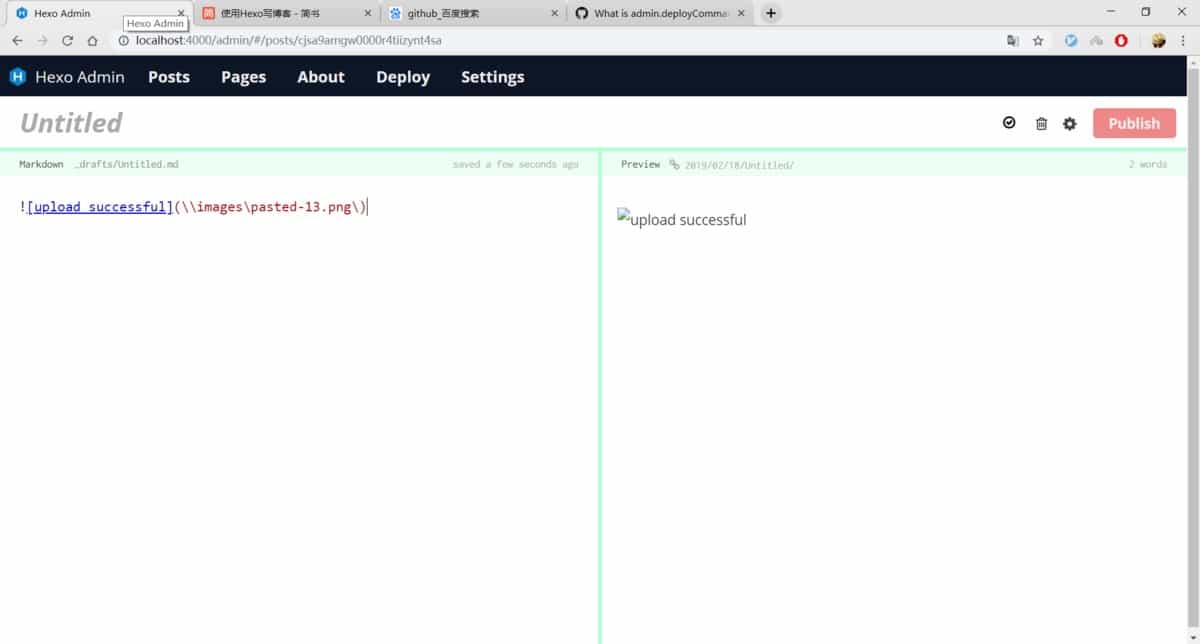 Hexo Admin
使用Hexo写博客 - 简书
github_百度搜索
What is admin.deployComma
Hexo Admin
localhost:4000/admin/#/posts/cjsa9amgw0000r4tiizynt4sa
Hexo Admin Posts Pages About Deploy Settings
Untitled
Publish
Markdown _drafts/Untitled.md saved a few seconds ago
Preview 2019/02/18/Untitled/ 2 words
![upload successful](\\images\pasted-13.png\)
upload successful